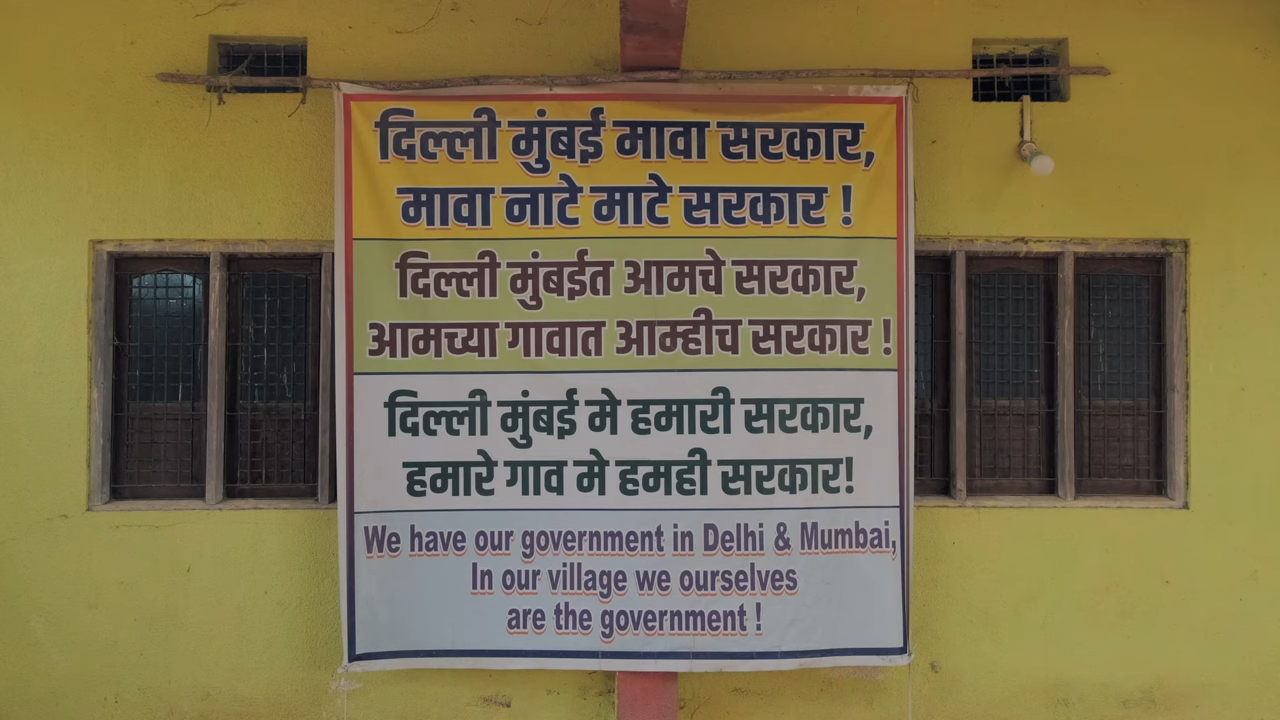 दिल्ली मुंबई मावा सरकार,
मावा नाटे माटे सरकार !
दिल्ली मुंबईत आमचे सरकार,
आमच्या गावात आम्हीच सरकार !
दिल्ली मुंबई मे हमारी सरकार,
हमारे गाव मे हमही सरकार!
We have our government in Delhi & Mumbai,
In our village we ourselves
are the government !